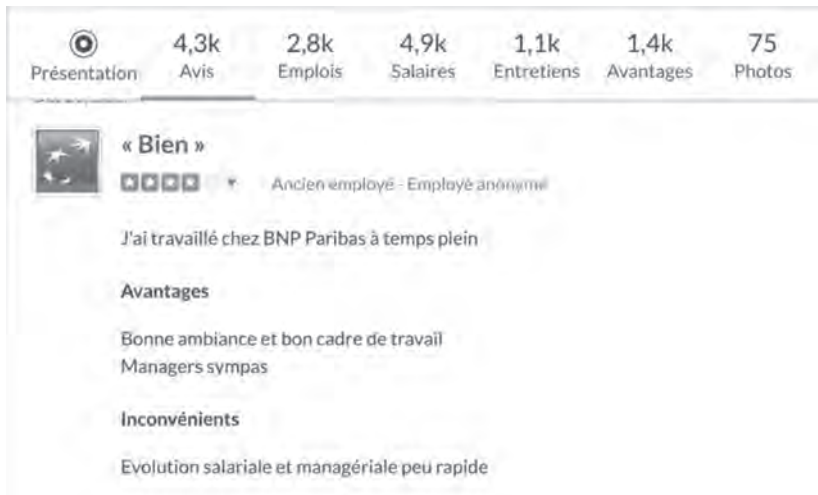 4,3k 2,8k 4,9k 1,1k 1,4k 75
Présentation Avis Emplois Salaires Entretiens Avantages Photos
« Bien »
Ancien employé - Employé anonyme
J'ai travaillé chez BNP Paribas à temps plein
Avantages
Bonne ambiance et bon cadre de travail
Managers sympas
Inconvénients
Evolution salariale et managériale peu rapide